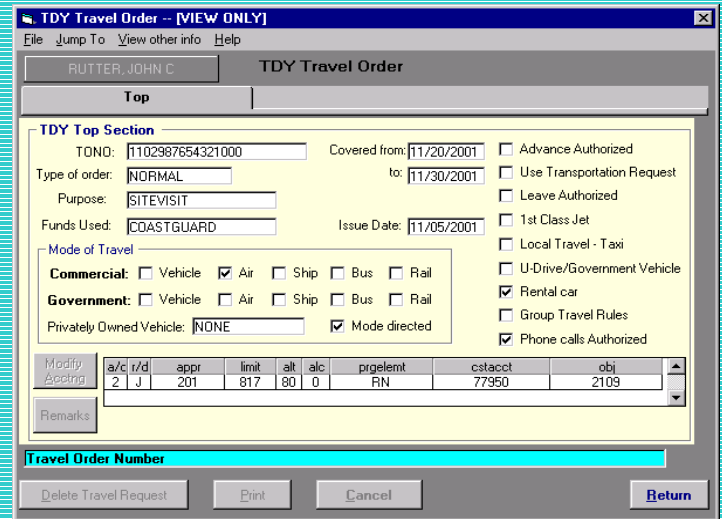 TDY Travel Order -- [VIEW ONLY]
File Jump To View other info Help
RUTTER, JOHN C TDY Travel Order
Top
TDY Top Section
TONO: 1102987654321000 Covered from: 11/20/2001 Advance Authorized
Type of order: NORMAL to: 11/30/2001 Use Transportation Request
Purpose: SITEVISIT Leave Authorized
Funds Used: COASTGUARD Issue Date: 11/05/2001 1st Class Jet
Mode of Travel Local Travel - Taxi
Commercial: Vehicle Air Ship Bus Rail U-Drive/Government Vehicle
Government: Vehicle Air Ship Bus Rail Rental car
Group Travel Rules
Privately Owned Vehicle: NONE Mode directed Phone calls Authorized
Modify Acctng
a/c r/d appr limit alt alc prgelemt cstacct obj
2 J 201 817 80 0 RN 77950 2109
Remarks
Travel Order Number
Delete Travel Request Print Cancel Return